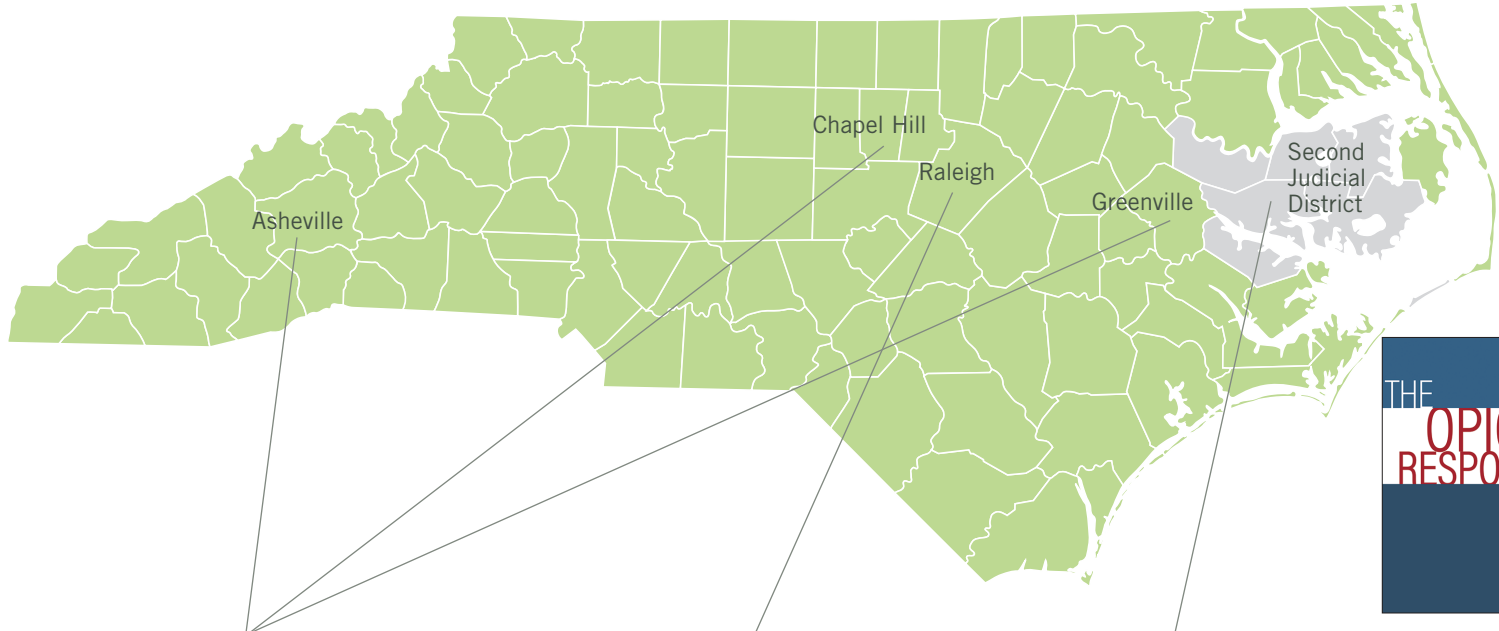 Chapel Hill
Raleigh
Asheville
Greenville
Second
Judicial
District
THE